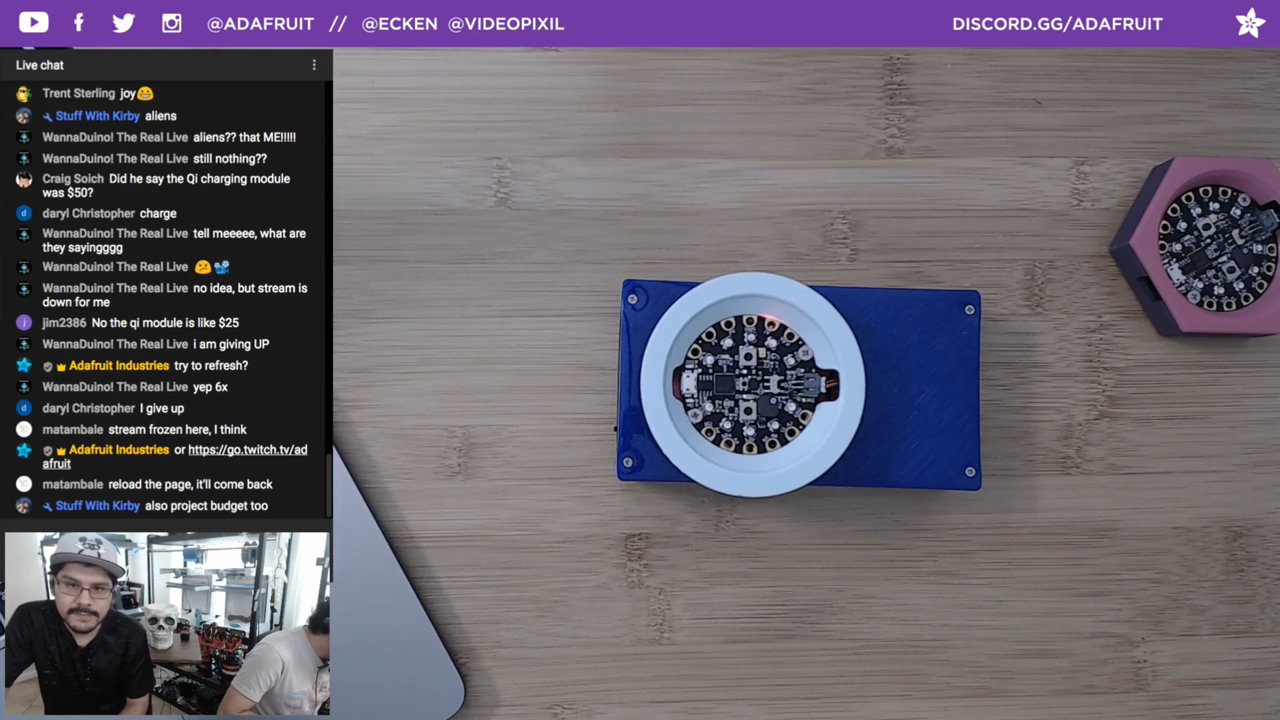 @ADAFRUIT // @ECKEN @VIDEOPIXIL
DISCORD.GG/ADAFRUIT
Live chat
Trent Sterling joy😂
Stuff With Kirby aliens
WannaDuino! The Real Live aliens?? that ME!!!!!
WannaDuino! The Real Live still nothing??
Craig Soich Did he say the Qi charging module
was $50?
d
daryl Christopher charge
WannaDuino! The Real Live tell meeeee, what are
they sayingggg
WannaDuino! The Real Live
WannaDuino! The Real Live no idea, but stream is
down for me
j
jim2386 No the qi module is like $25
WannaDuino! The Real Live i am giving UP
Adafruit Industries try to refresh?
WannaDuino! The Real Live yep 6x
d
daryl Christopher I give up
matambale stream frozen here, I think
Adafruit Industries or https://go.twitch.tv/ad
afruit
matambale reload the page, it'll come back
Stuff With Kirby also project budget too